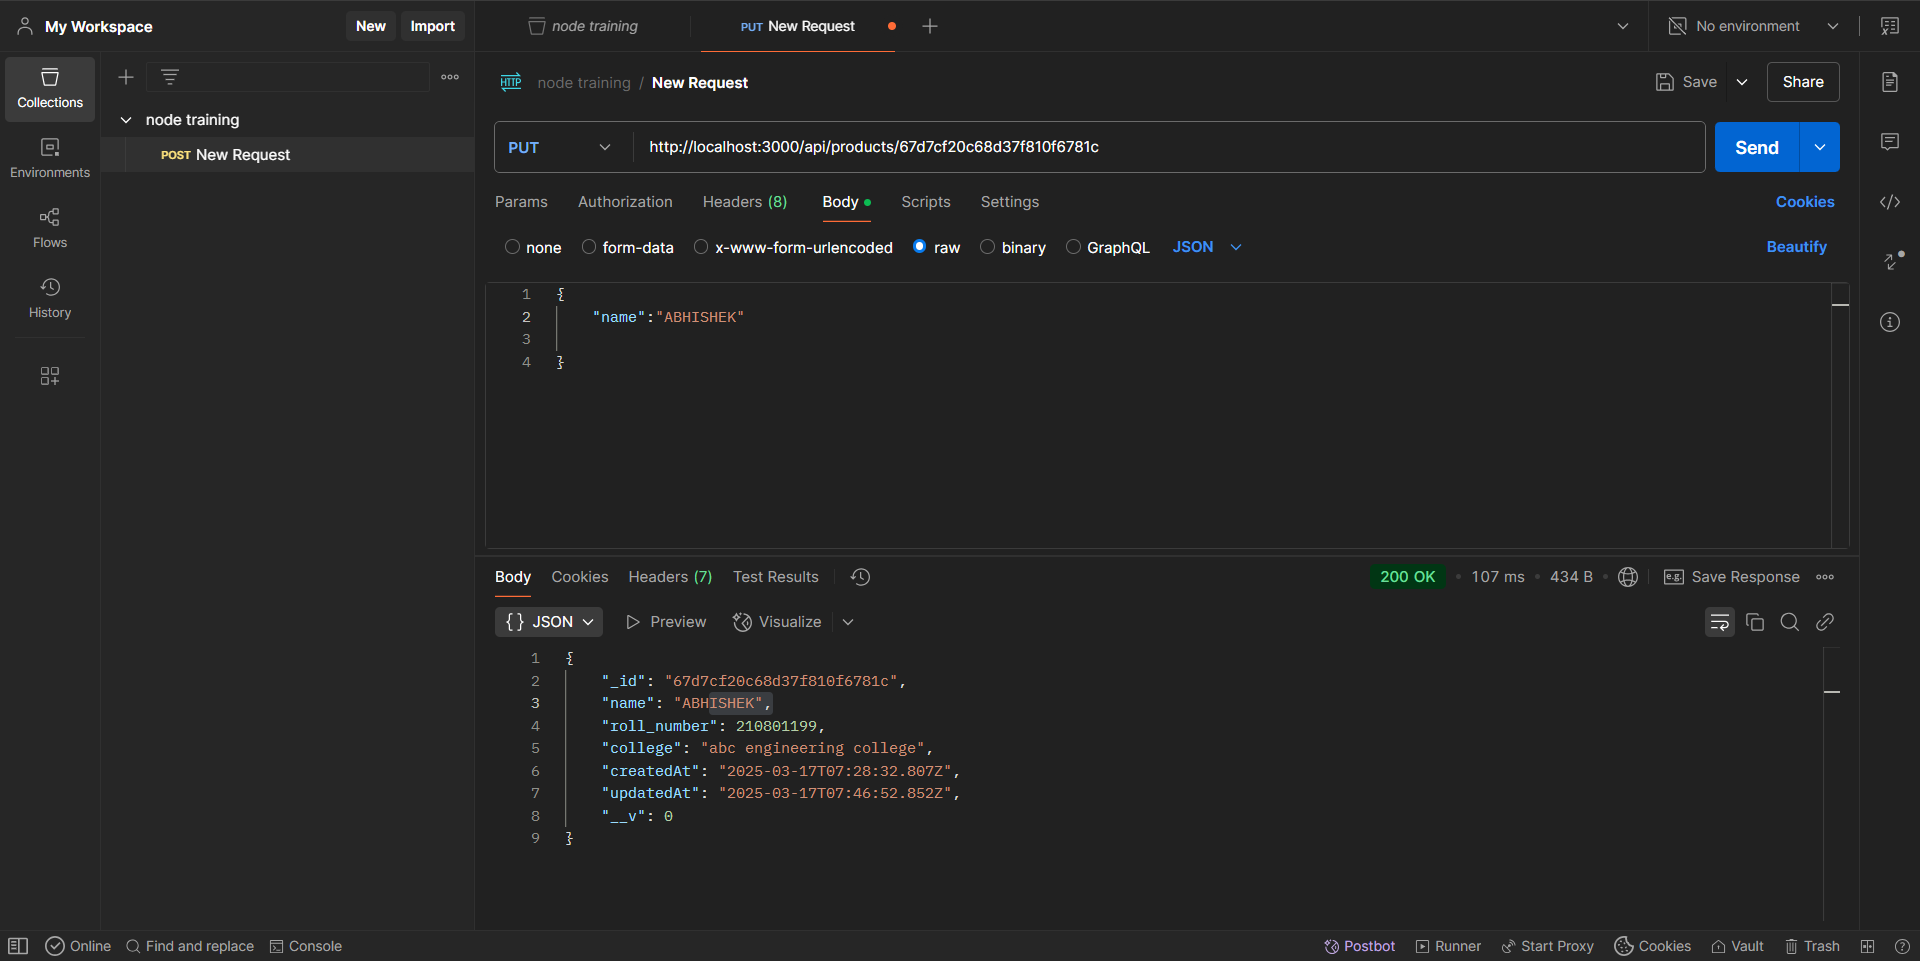 My Workspace
New
Import
node training
PUT New Request
No environment
Collections
Environments
Flows
History
node training
POST New Request
HTTP
node training / New Request
Save
Share
PUT
http://localhost:3000/api/products/67d7cf20c68d37f810f6781c
Send
Params
Authorization
Headers (8)
Body
Scripts
Settings
Cookies
none
form-data
x-www-form-urlencoded
raw
binary
GraphQL
JSON
Beautify
1 {
2 "name":"ABHISHEK"
3
4 }
Body
Cookies
Headers (7)
Test Results
200 OK
107 ms
434 B
e.g.
Save Response
{} JSON
Preview
Visualize
1 {
2 "_id": "67d7cf20c68d37f810f6781c",
3 "name": "ABHISHEK",
4 "roll_number": 210801199,
5 "college": "abc engineering college",
6 "createdAt": "2025-03-17T07:28:32.807Z",
7 "updatedAt": "2025-03-17T07:46:52.852Z",
8 "__v": 0
9 }
Online
Find and replace
Console
Postbot
Runner
Start Proxy
Cookies
Vault
Trash